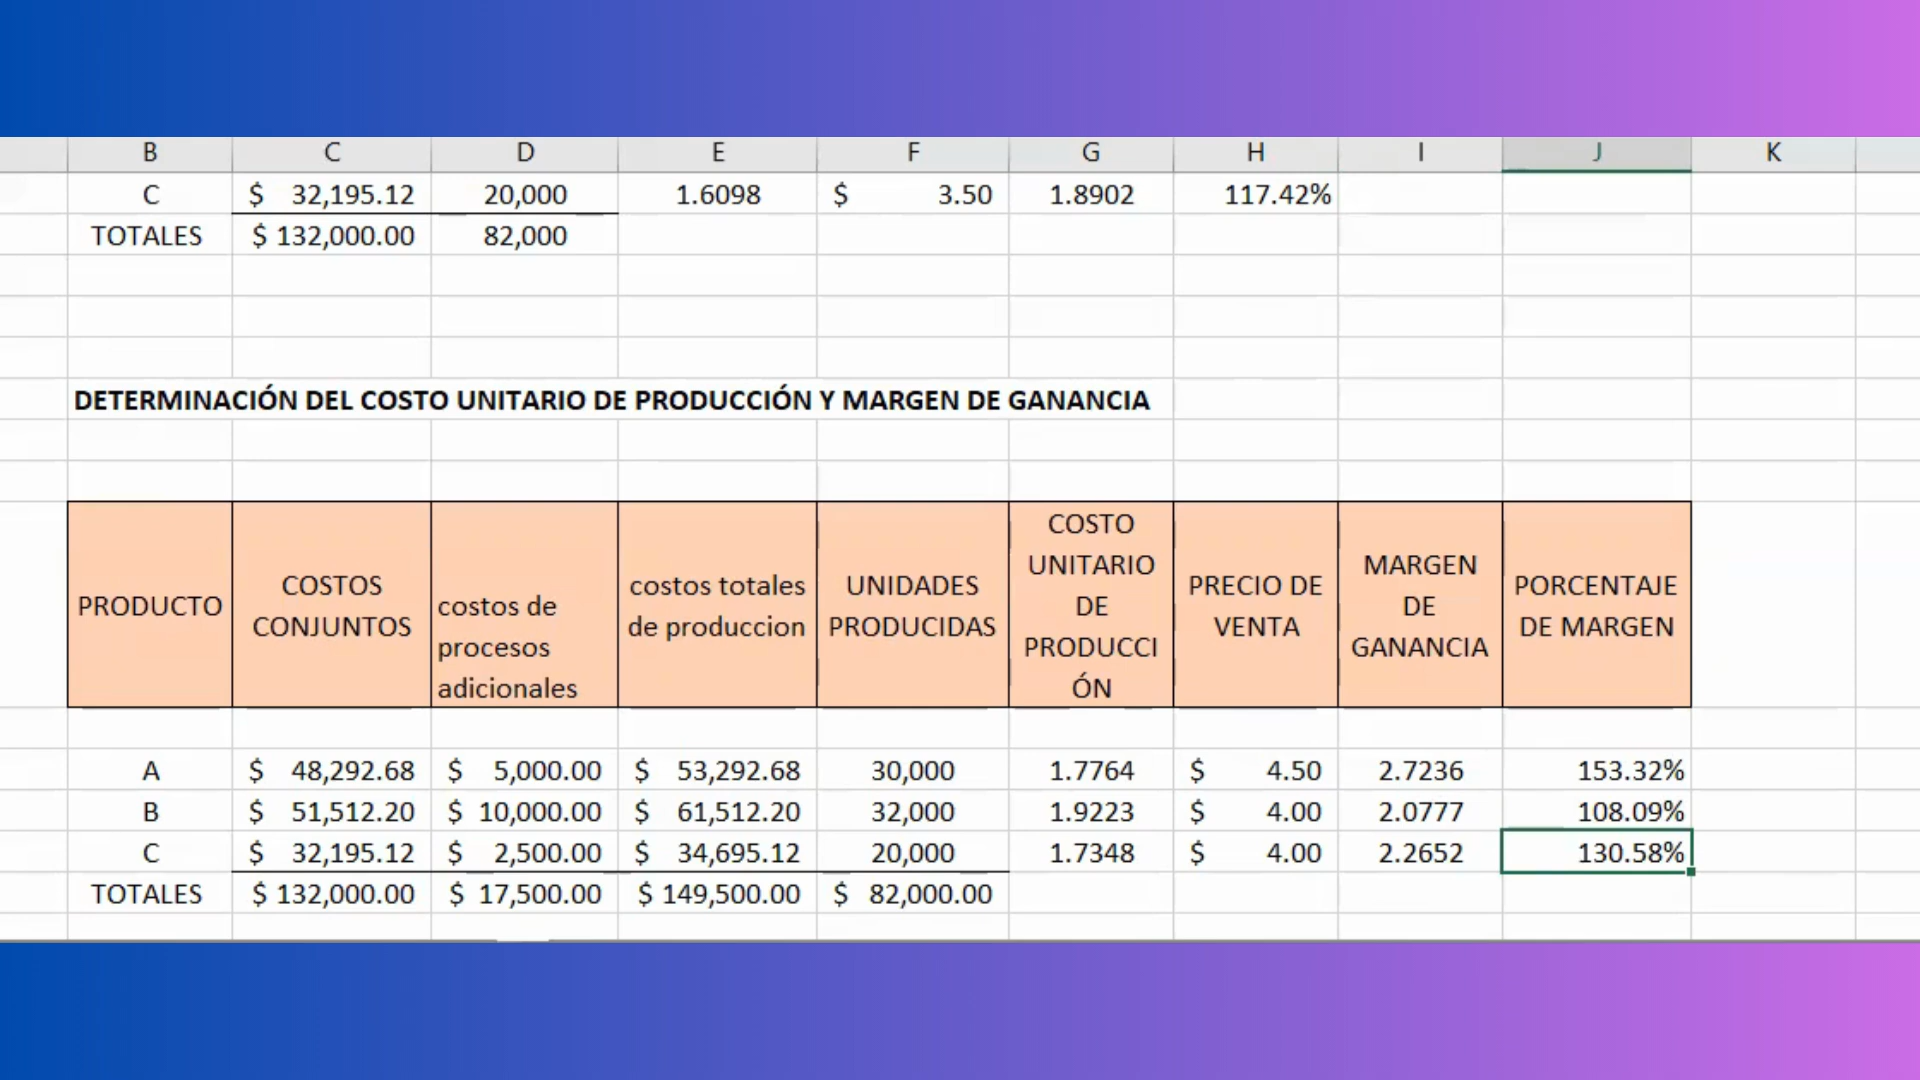 B C D E F G H I J K
C $ 32,195.12 20,000 1.6098 $ 3.50 1.8902 117.42%
TOTALES $ 132,000.00 82,000
DETERMINACIÓN DEL COSTO UNITARIO DE PRODUCCIÓN Y MARGEN DE GANANCIA
PRODUCTO
COSTOS
CONJUNTOS
costos de
procesos
adicionales
costos totales
de produccion
UNIDADES
PRODUCIDAS
COSTO
UNITARIO
DE
PRODUCCI
ÓN
PRECIO DE
VENTA
MARGEN
DE
GANANCIA
PORCENTAJE
DE MARGEN
A $ 48,292.68 $ 5,000.00 $ 53,292.68 30,000 1.7764 $ 4.50 2.7236 153.32%
B $ 51,512.20 $ 10,000.00 $ 61,512.20 32,000 1.9223 $ 4.00 2.0777 108.09%
C $ 32,195.12 $ 2,500.00 $ 34,695.12 20,000 1.7348 $ 4.00 2.2652 130.58%
TOTALES $ 132,000.00 $ 17,500.00 $ 149,500.00 $ 82,000.00